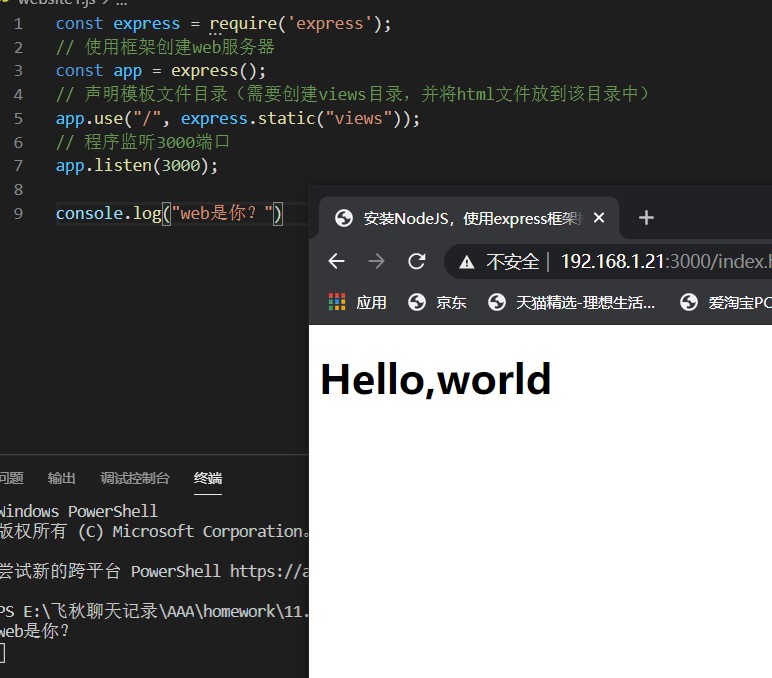 website1.js > ...
1 const express = require('express');
2 // 使用框架创建web服务器
3 const app = express();
4 // 声明模板文件目录（需要创建views目录，并将html文件放到该目录中）
5 app.use("/", express.static("views"));
6 // 程序监听3000端口
7 app.listen(3000);
8
9 console.log("web是你？")
安装NodeJS，使用express框架
不安全 | 192.168.1.21:3000/index.h
应用 京东 天猫精选-理想生活... 爱淘宝PC
Hello,world
问题 输出 调试控制台 终端
Windows PowerShell
版权所有 (C) Microsoft Corporation。
尝试新的跨平台 PowerShell https://a
PS E:\飞秋聊天记录\AAA\homework\11.
web是你？